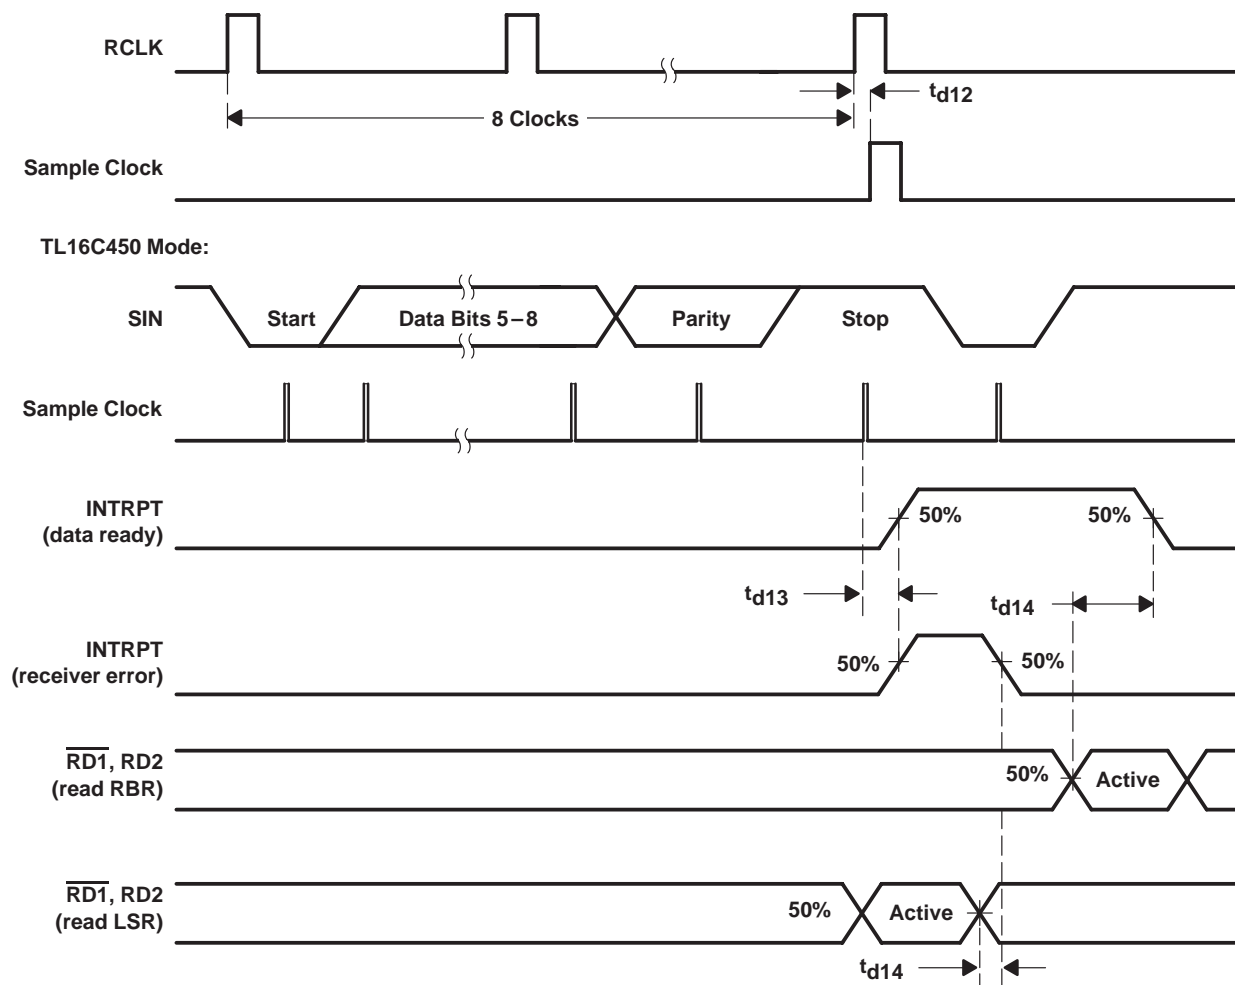 RCLK
td12
8 Clocks
Sample Clock
TL16C450 Mode:
SIN
Start
Data Bits 5–8
Parity
Stop
Sample Clock
INTRPT
(data ready)
50%
50%
td13
td14
INTRPT
(receiver error)
50%
50%
RD1, RD2
(read RBR)
50%
Active
RD1, RD2
(read LSR)
50%
Active
td14